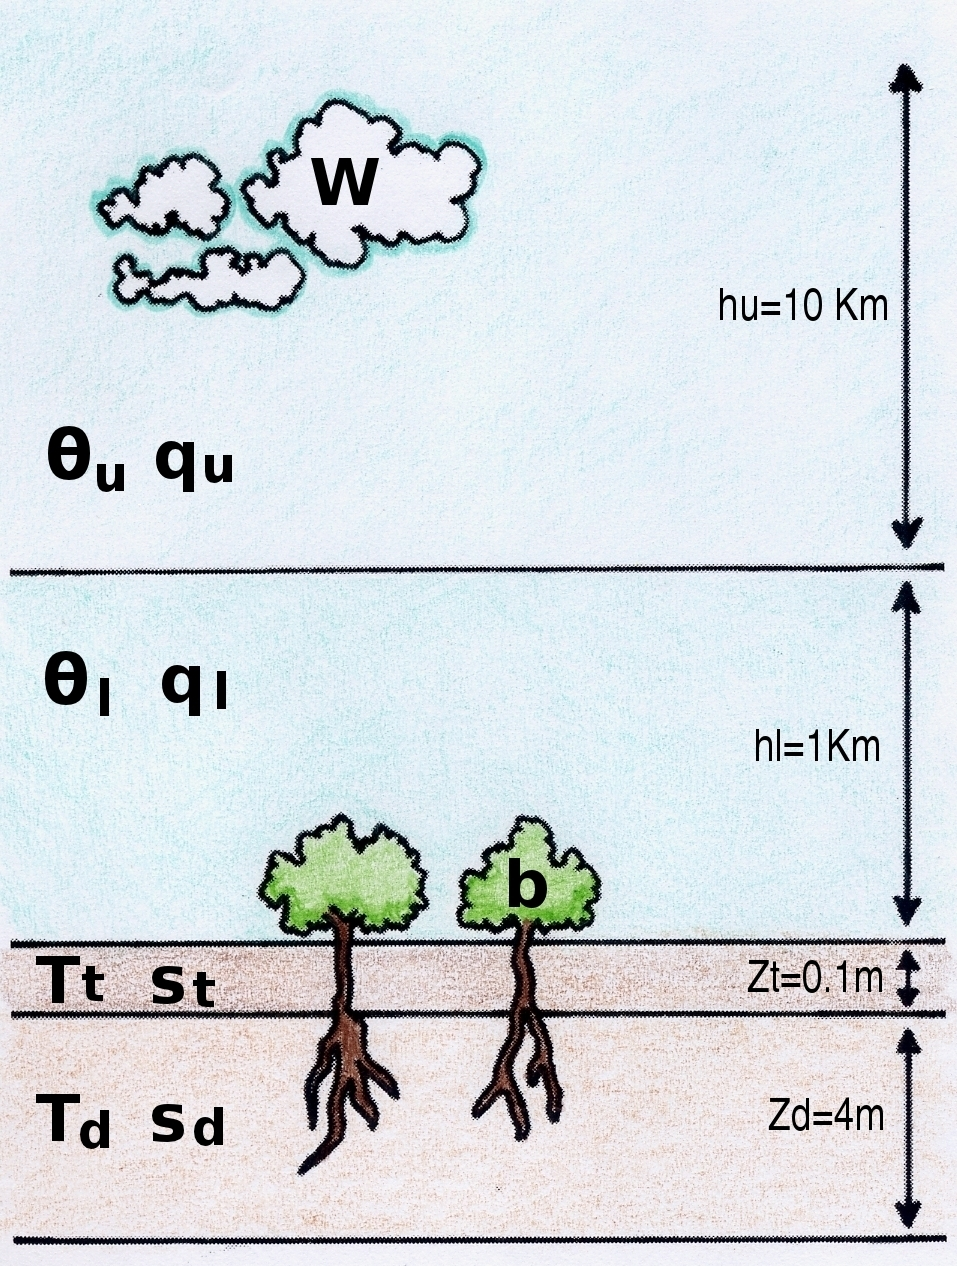 W
hu=10 Km
θu qu
θl ql
hl=1Km
b
Tt st
Zt=0.1m
Td sd
Zd=4m